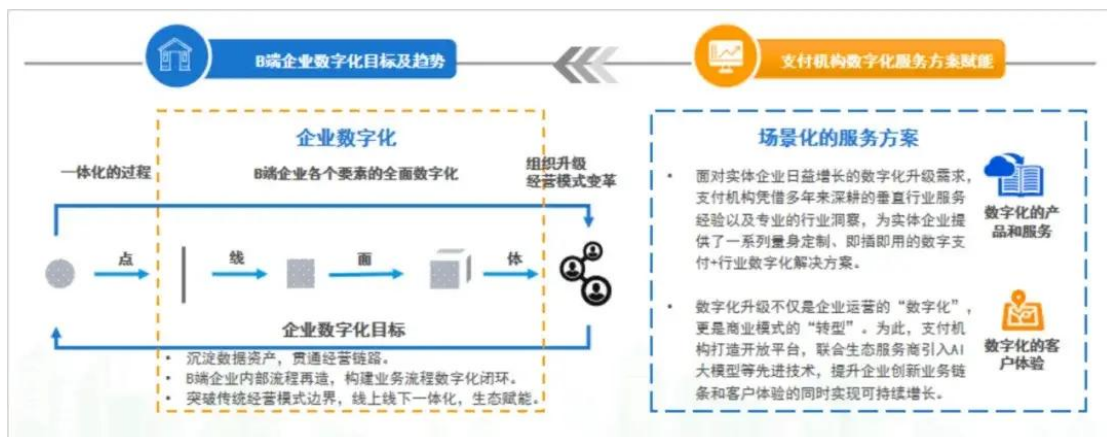 B端企业数字化目标及趋势
支付机构数字化服务方案赋能
企业数字化
一体化的过程
B端企业各个要素的全面数字化
组织升级
经营模式变革
点
线
面
体
企业数字化目标
• 沉淀数据资产，贯通经营链路。
• B端企业内部流程再造，构建业务流程数字化闭环。
• 突破传统经营模式边界，线上线下一体化，生态赋能。
场景化的服务方案
• 面对实体企业日益增长的数字化升级需求，
支付机构凭借多年来深耕的垂直行业服务
经验以及专业的行业洞察，为实体企业提
供了一系列量身定制、即插即用的数字支
付+行业数字化解决方案。
数字化的产
品和服务
• 数字化升级不仅是企业运营的“数字化”，
更是商业模式的“转型”。为此，支付机
构打造开放平台，联合生态服务商引入AI
大模型等先进技术，提升企业创新业务链
条和客户体验的同时实现可持续增长。
数字化的客
户体验